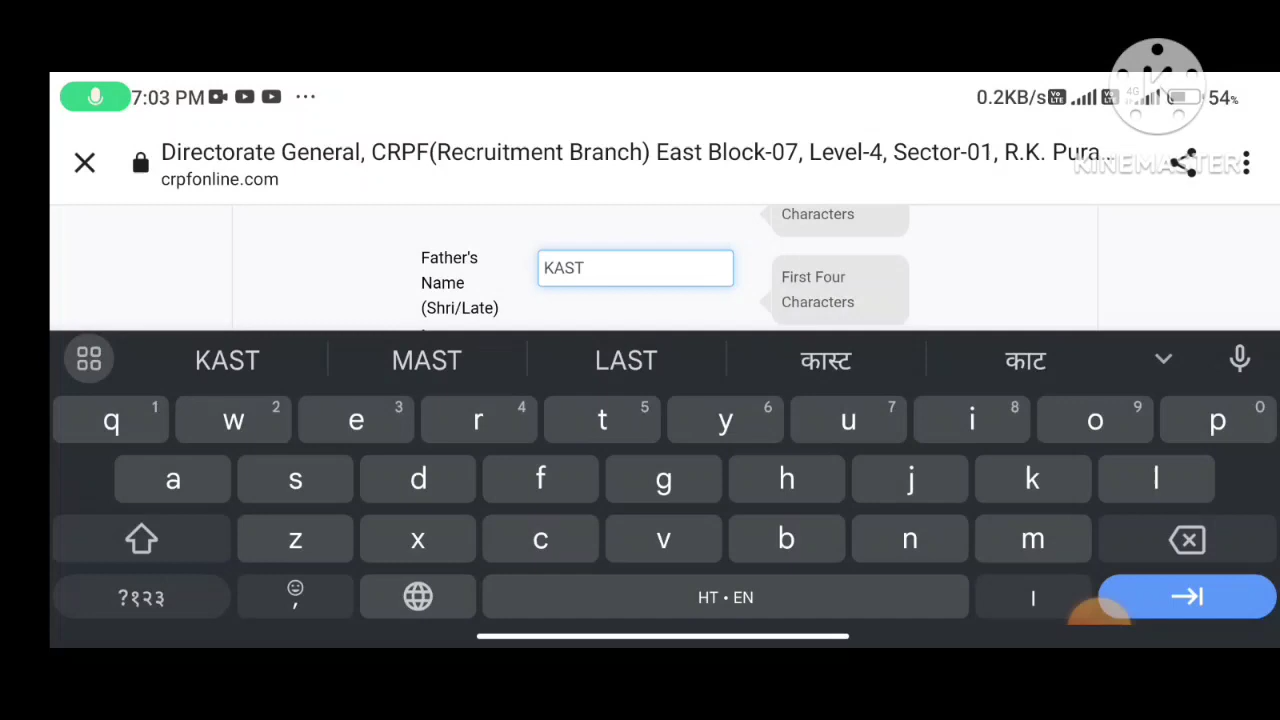 7:03 PM ··· 0.2KB/s 4G 54%
KINEMASTER
Directorate General, CRPF(Recruitment Branch) East Block-07, Level-4, Sector-01, R.K. Pura...
crpfonline.com
Characters
Father's
Name
(Shri/Late)
KAST
First Four
Characters
KAST MAST LAST कास्ट काट
q 1 w 2 e 3 r 4 t 5 y 6 u 7 i 8 o 9 p 0
a s d f g h j k l
z x c v b n m
?१२३ , HT • EN ।